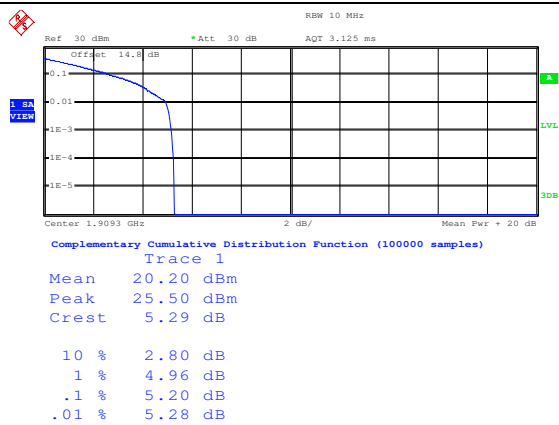 RBW 10 MHz
Ref 30 dBm *Att 30 dB AQT 3.125 ms
Offset 14.8 dB
0.1
A
0.01
1 SA
VIEW
1E-3
LVL
1E-4
1E-5
3DB
Center 1.9093 GHz 2 dB/ Mean Pwr + 20 dB
Complementary Cumulative Distribution Function (100000 samples)
Trace 1
Mean 20.20 dBm
Peak 25.50 dBm
Crest 5.29 dB
10 % 2.80 dB
1 % 4.96 dB
.1 % 5.20 dB
.01 % 5.28 dB